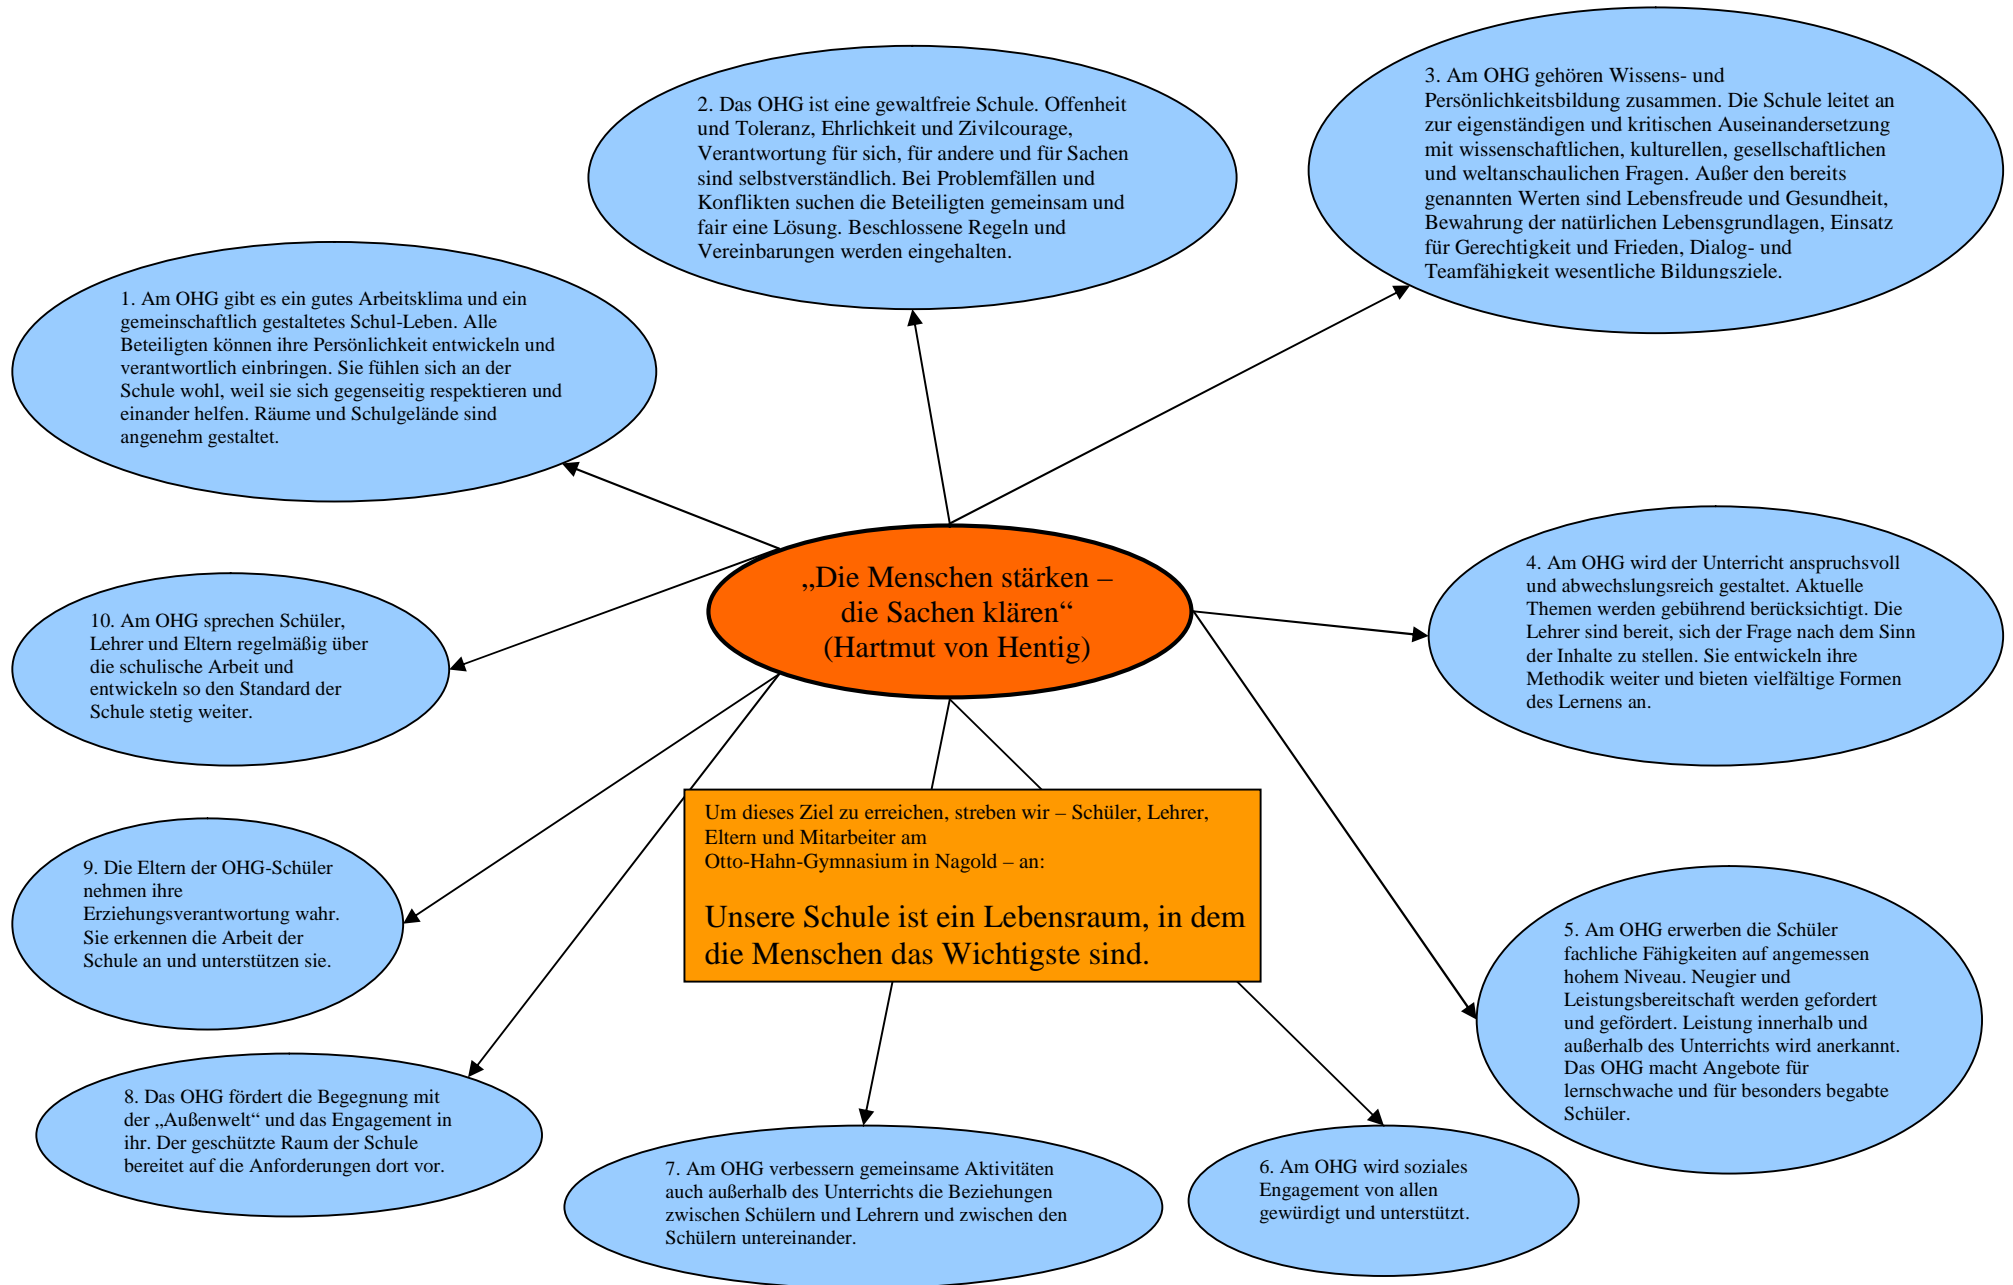 „Die Menschen stärken –
die Sachen klären“
(Hartmut von Hentig)
Um dieses Ziel zu erreichen, streben wir – Schüler, Lehrer,
Eltern und Mitarbeiter am
Otto-Hahn-Gymnasium in Nagold – an:
Unsere Schule ist ein Lebensraum, in dem
die Menschen das Wichtigste sind.
1. Am OHG gibt es ein gutes Arbeitsklima und ein
gemeinschaftlich gestaltetes Schul-Leben. Alle
Beteiligten können ihre Persönlichkeit entwickeln und
verantwortlich einbringen. Sie fühlen sich an der
Schule wohl, weil sie sich gegenseitig respektieren und
einander helfen. Räume und Schulgelände sind
angenehm gestaltet.
2. Das OHG ist eine gewaltfreie Schule. Offenheit
und Toleranz, Ehrlichkeit und Zivilcourage,
Verantwortung für sich, für andere und für Sachen
sind selbstverständlich. Bei Problemfällen und
Konflikten suchen die Beteiligten gemeinsam und
fair eine Lösung. Beschlossene Regeln und
Vereinbarungen werden eingehalten.
3. Am OHG gehören Wissens- und
Persönlichkeitsbildung zusammen. Die Schule leitet an
zur eigenständigen und kritischen Auseinandersetzung
mit wissenschaftlichen, kulturellen, gesellschaftlichen
und weltanschaulichen Fragen. Außer den bereits
genannten Werten sind Lebensfreude und Gesundheit,
Bewahrung der natürlichen Lebensgrundlagen, Einsatz
für Gerechtigkeit und Frieden, Dialog- und
Teamfähigkeit wesentliche Bildungsziele.
4. Am OHG wird der Unterricht anspruchsvoll
und abwechslungsreich gestaltet. Aktuelle
Themen werden gebührend berücksichtigt. Die
Lehrer sind bereit, sich der Frage nach dem Sinn
der Inhalte zu stellen. Sie entwickeln ihre
Methodik weiter und bieten vielfältige Formen
des Lernens an.
5. Am OHG erwerben die Schüler
fachliche Fähigkeiten auf angemessen
hohem Niveau. Neugier und
Leistungsbereitschaft werden gefordert
und gefördert. Leistung innerhalb und
außerhalb des Unterrichts wird anerkannt.
Das OHG macht Angebote für
lernschwache und für besonders begabte
Schüler.
6. Am OHG wird soziales
Engagement von allen
gewürdigt und unterstützt.
7. Am OHG verbessern gemeinsame Aktivitäten
auch außerhalb des Unterrichts die Beziehungen
zwischen Schülern und Lehrern und zwischen den
Schülern untereinander.
8. Das OHG fördert die Begegnung mit
der „Außenwelt“ und das Engagement in
ihr. Der geschützte Raum der Schule
bereitet auf die Anforderungen dort vor.
9. Die Eltern der OHG-Schüler
nehmen ihre
Erziehungsverantwortung wahr.
Sie erkennen die Arbeit der
Schule an und unterstützen sie.
10. Am OHG sprechen Schüler,
Lehrer und Eltern regelmäßig über
die schulische Arbeit und
entwickeln so den Standard der
Schule stetig weiter.